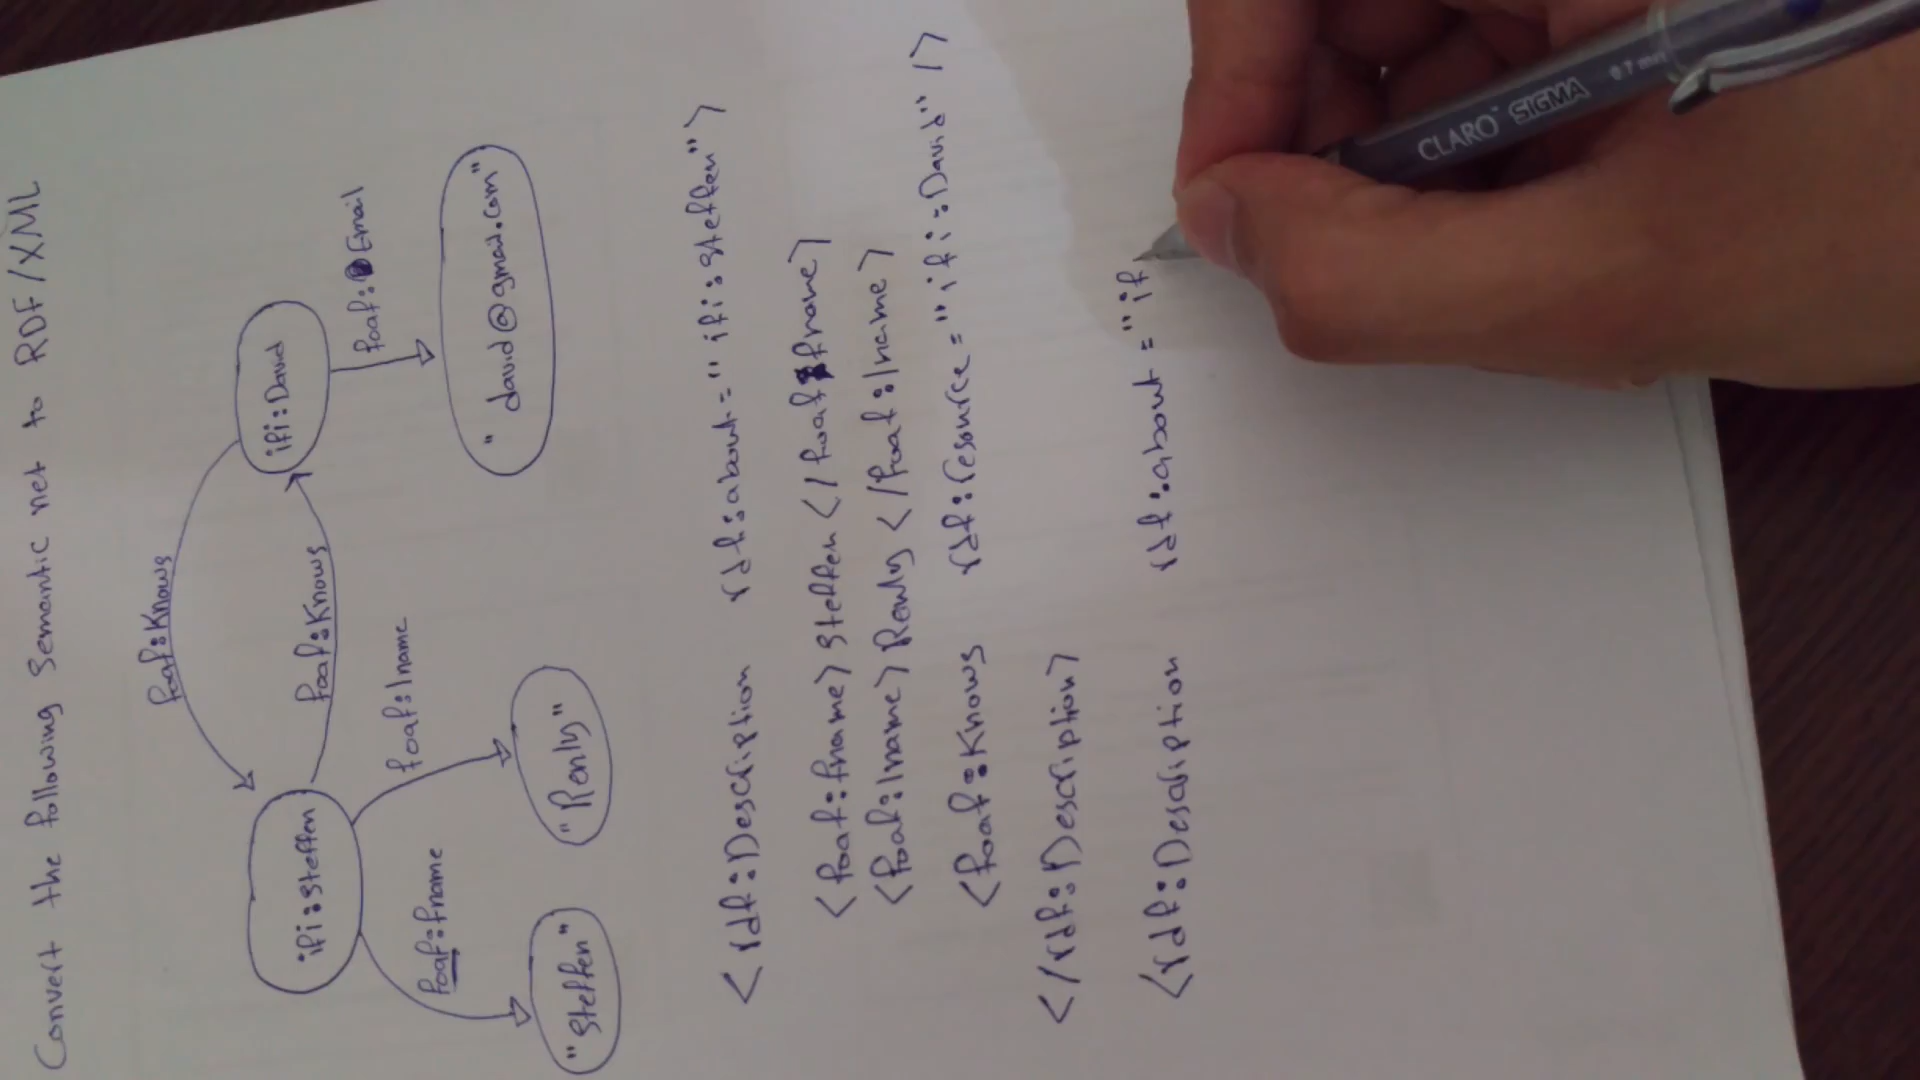 Convert the following Semantic net to RDF/XML
foaf:Knows
ifi:David
foaf:Knows
foaf:Email
ifi:steffen
foaf:lname
"david@gmail.com"
foaf:fname
"Renly"
"steffen"
<rdf:Description rdf:about="ifi:steffen">
<foaf:fname>steffen</foaf:fname>
<foaf:lname>Renly</foaf:lname>
<foaf:Knows rdf:resource="ifi:David"/>
</rdf:Description>
<rdf:Description rdf:about="if
CLARO SIGMA 0.7 mm